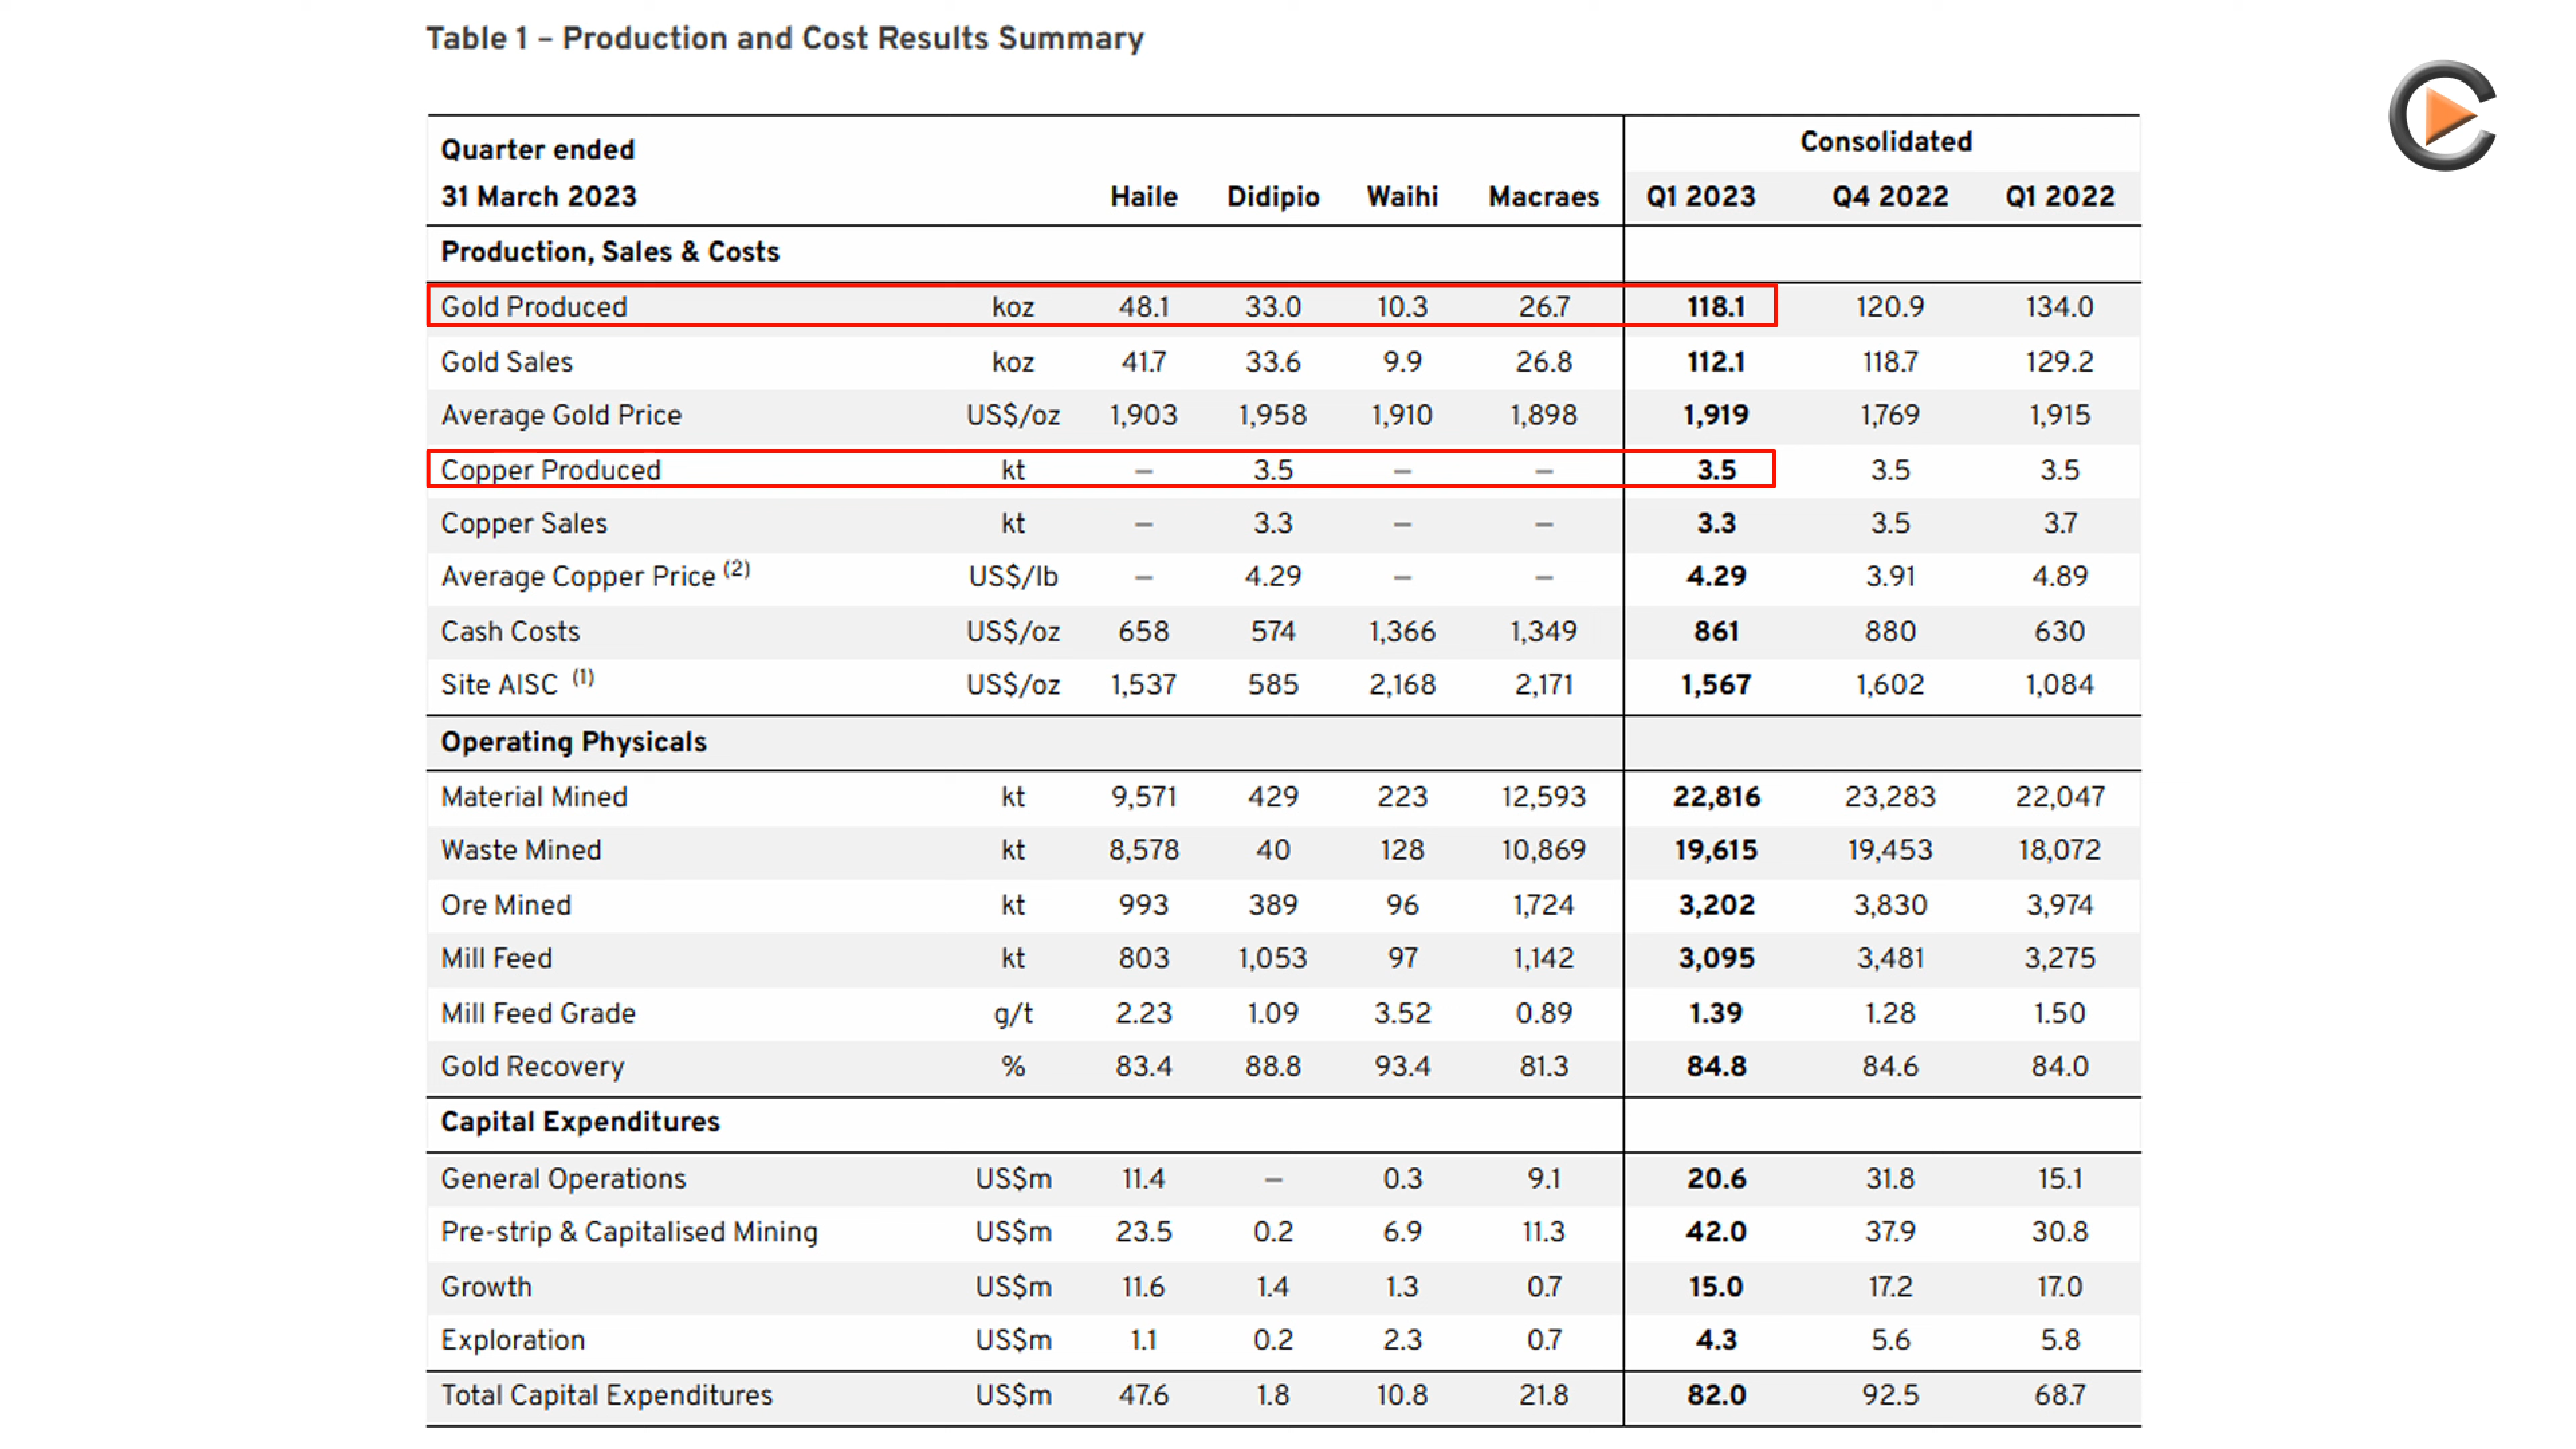 Table 1 – Production and Cost Results Summary
Quarter ended
31 March 2023
Haile Didipio Waihi Macraes
Consolidated
Q1 2023 Q4 2022 Q1 2022
Production, Sales & Costs
Gold Produced koz 48.1 33.0 10.3 26.7 118.1 120.9 134.0
Gold Sales koz 41.7 33.6 9.9 26.8 112.1 118.7 129.2
Average Gold Price US$/oz 1,903 1,958 1,910 1,898 1,919 1,769 1,915
Copper Produced kt – 3.5 – – 3.5 3.5 3.5
Copper Sales kt – 3.3 – – 3.3 3.5 3.7
Average Copper Price (2) US$/lb – 4.29 – – 4.29 3.91 4.89
Cash Costs US$/oz 658 574 1,366 1,349 861 880 630
Site AISC (1) US$/oz 1,537 585 2,168 2,171 1,567 1,602 1,084
Operating Physicals
Material Mined kt 9,571 429 223 12,593 22,816 23,283 22,047
Waste Mined kt 8,578 40 128 10,869 19,615 19,453 18,072
Ore Mined kt 993 389 96 1,724 3,202 3,830 3,974
Mill Feed kt 803 1,053 97 1,142 3,095 3,481 3,275
Mill Feed Grade g/t 2.23 1.09 3.52 0.89 1.39 1.28 1.50
Gold Recovery % 83.4 88.8 93.4 81.3 84.8 84.6 84.0
Capital Expenditures
General Operations US$m 11.4 – 0.3 9.1 20.6 31.8 15.1
Pre-strip & Capitalised Mining US$m 23.5 0.2 6.9 11.3 42.0 37.9 30.8
Growth US$m 11.6 1.4 1.3 0.7 15.0 17.2 17.0
Exploration US$m 1.1 0.2 2.3 0.7 4.3 5.6 5.8
Total Capital Expenditures US$m 47.6 1.8 10.8 21.8 82.0 92.5 68.7